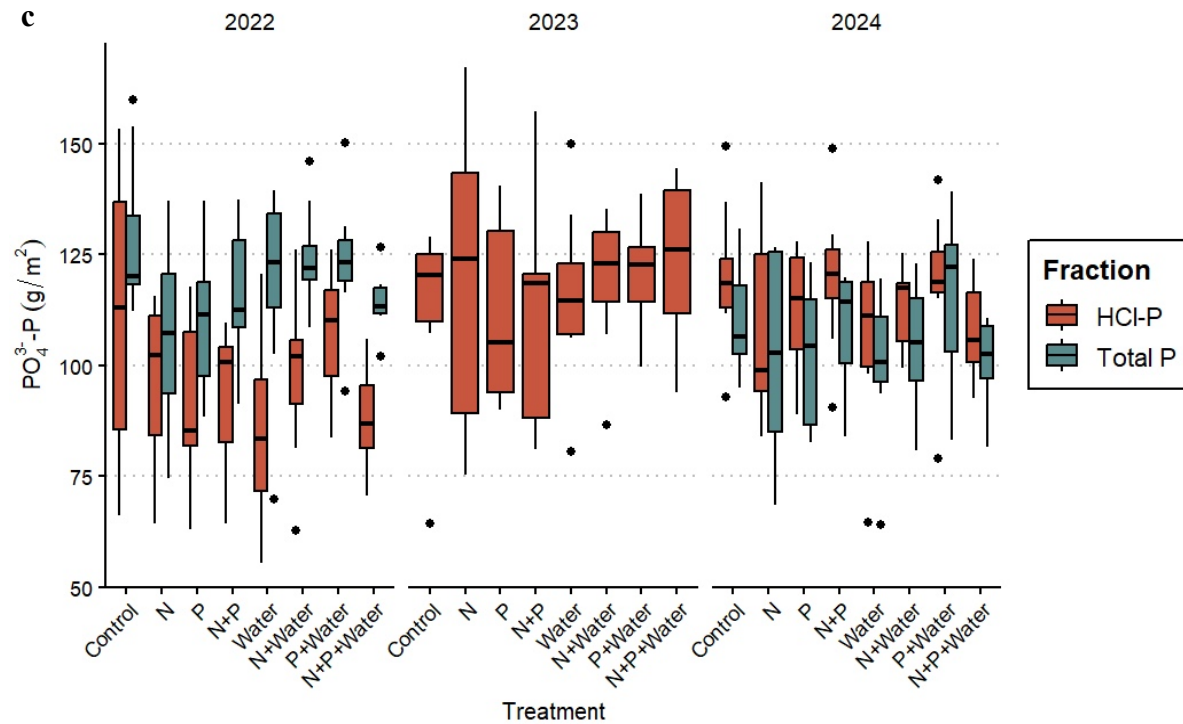 c
2022 2023 2024
PO₄³⁻-P (g/m²)
150
125
100
75
50
Control N P N+P Water N+Water P+Water N+P+Water
Control N P N+P Water N+Water P+Water N+P+Water
Control N P N+P Water N+Water P+Water N+P+Water
Treatment
Fraction
HCl-P
Total P